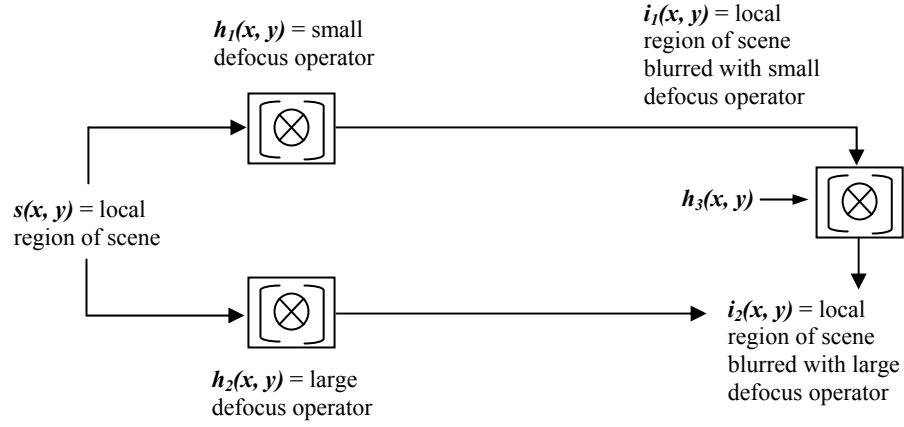 h1(x, y) = small
defocus operator
i1(x, y) = local
region of scene
blurred with small
defocus operator
s(x, y) = local
region of scene
h3(x, y)
h2(x, y) = large
defocus operator
i2(x, y) = local
region of scene
blurred with large
defocus operator